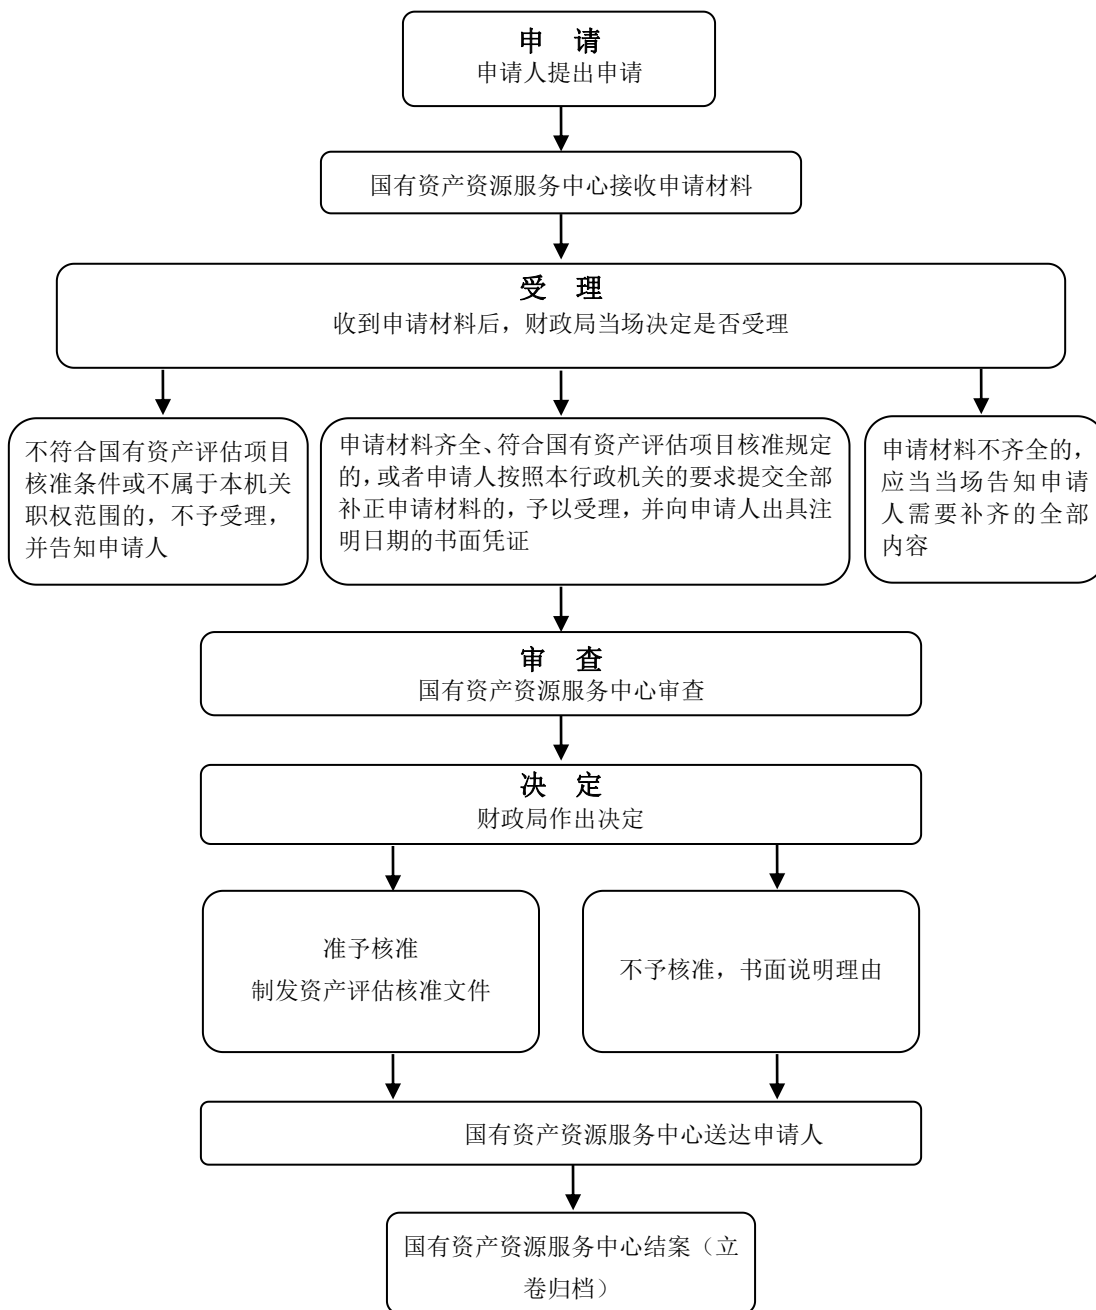 申 请
申请人提出申请
国有资产资源服务中心接收申请材料
受 理
收到申请材料后，财政局当场决定是否受理
不符合国有资产评估项目
核准条件或不属于本机关
职权范围的，不予受理，
并告知申请人
申请材料齐全、符合国有资产评估项目核准规定
的，或者申请人按照本行政机关的要求提交全部
补正申请材料的，予以受理，并向申请人出具注
明日期的书面凭证
申请材料不齐全的，
应当当场告知申请
人需要补齐的全部
内容
审 查
国有资产资源服务中心审查
决 定
财政局作出决定
准予核准
制发资产评估核准文件
不予核准，书面说明理由
国有资产资源服务中心送达申请人
国有资产资源服务中心结案（立
卷归档）